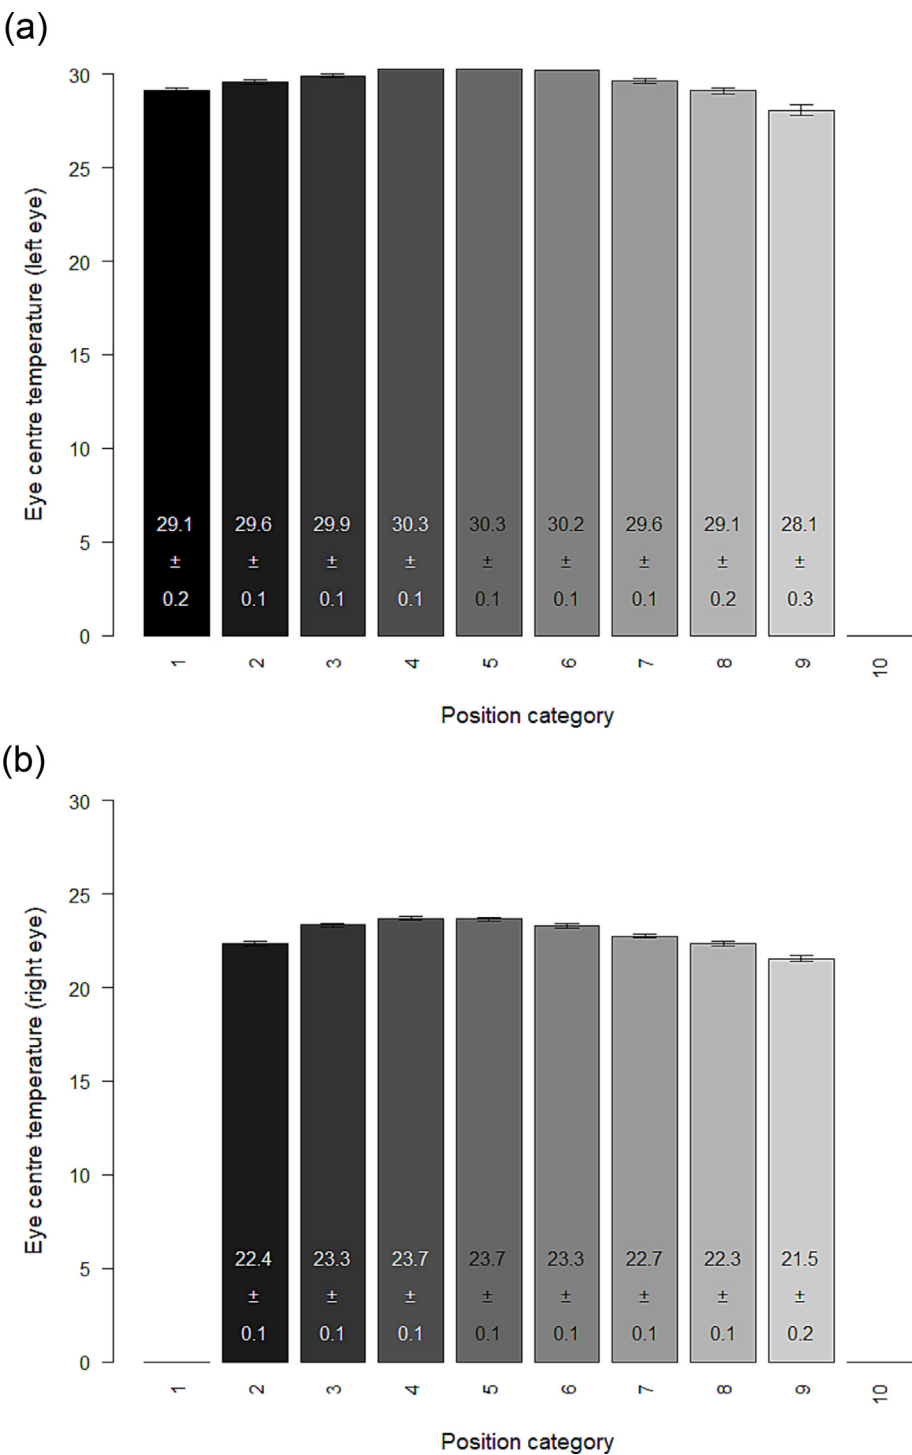 (a)
Eye centre temperature (left eye)
30
25
20
15
10
5
0
29.1 29.6 29.9 30.3 30.3 30.2 29.6 29.1 28.1
± ± ± ± ± ± ± ± ±
0.2 0.1 0.1 0.1 0.1 0.1 0.1 0.2 0.3
1 2 3 4 5 6 7 8 9 10
Position category
(b)
Eye centre temperature (right eye)
30
25
20
15
10
5
0
22.4 23.3 23.7 23.7 23.3 22.7 22.3 21.5
± ± ± ± ± ± ± ±
0.1 0.1 0.1 0.1 0.1 0.1 0.1 0.2
1 2 3 4 5 6 7 8 9 10
Position category